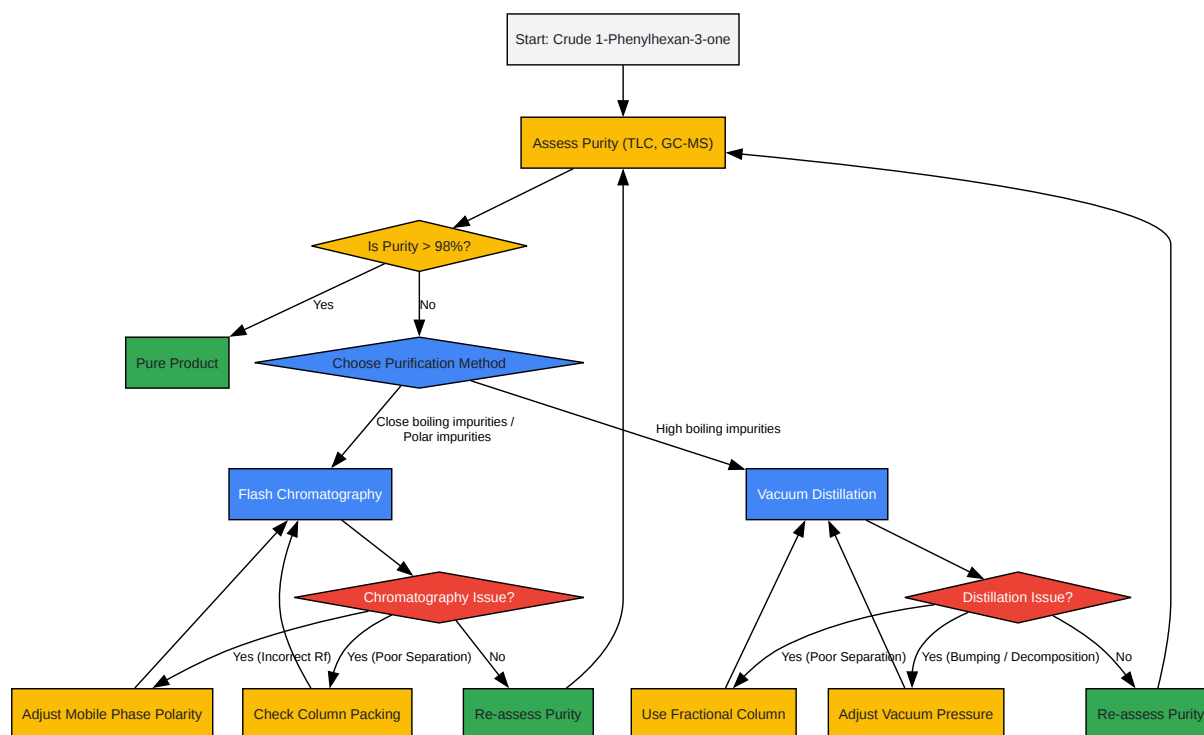 Start: Crude 1-Phenylhexan-3-one
Assess Purity (TLC, GC-MS)
Is Purity > 98%?
Yes
No
Pure Product
Choose Purification Method
Close boiling impurities /
Polar impurities
High boiling impurities
Flash Chromatography
Vacuum Distillation
Chromatography Issue?
Distillation Issue?
Yes (Incorrect Rf)
Yes (Poor Separation)
No
Yes (Poor Separation)
Yes (Bumping / Decomposition)
No
Adjust Mobile Phase Polarity
Check Column Packing
Re-assess Purity
Use Fractional Column
Adjust Vacuum Pressure
Re-assess Purity